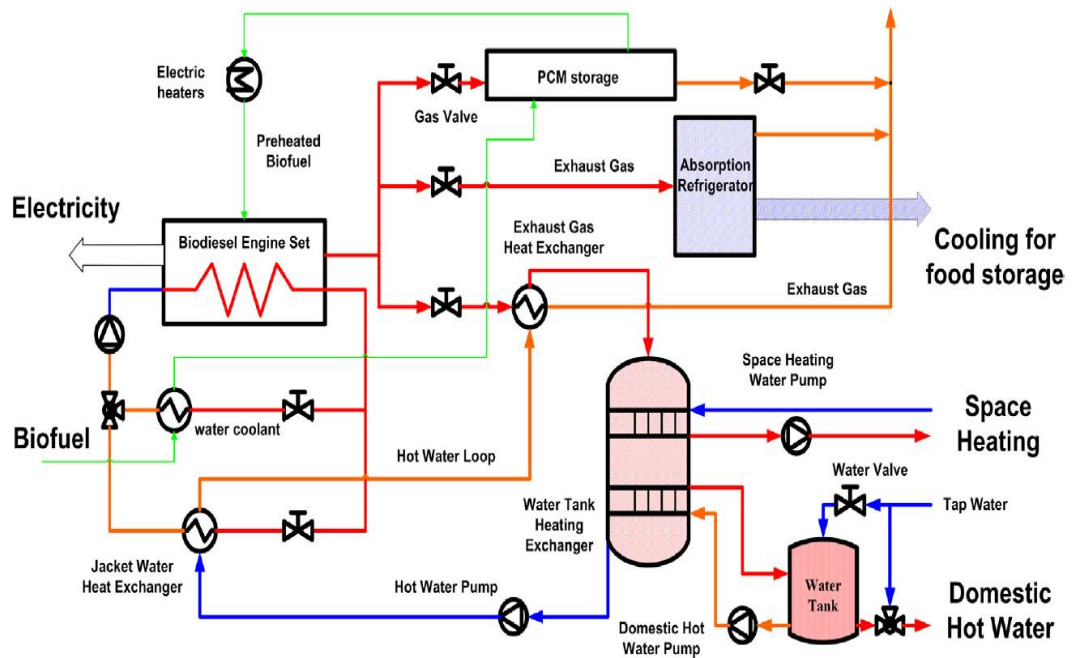 Electric
heaters
PCM storage
Gas Valve
Preheated
Biofuel
Exhaust Gas
Absorption
Refrigerator
Electricity
Biodiesel Engine Set
Exhaust Gas
Heat Exchanger
Cooling for
food storage
Exhaust Gas
Space Heating
Water Pump
Space
Heating
Biofuel
water coolant
Hot Water Loop
Water Valve
Tap Water
Water Tank
Heating
Exchanger
Jacket Water
Heat Exchanger
Hot Water Pump
Water
Tank
Domestic Hot
Water Pump
Domestic
Hot Water